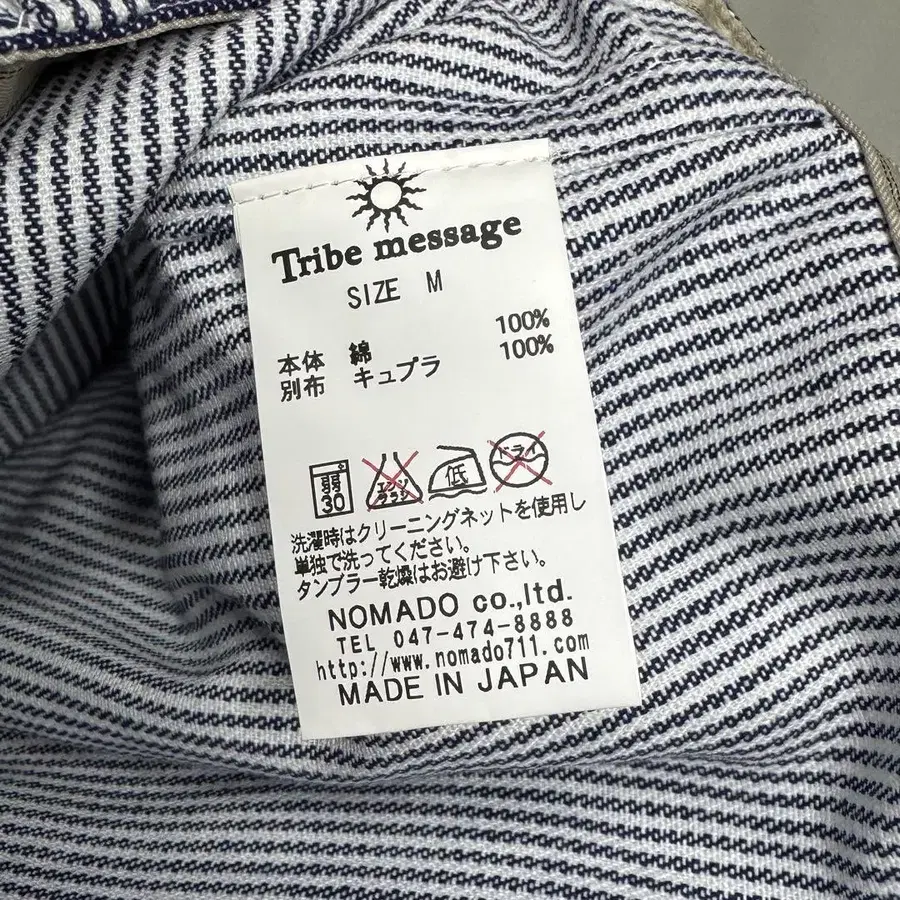 Tribe message
SIZE M
本体 綿 100%
別布 キュプラ 100%
弱 30 エンソ ララシ 低 ドライ
洗濯時はクリーニングネットを使用し
単独で洗ってください。
タンブラー乾燥はお避け下さい。
NOMADO co.,ltd.
TEL 047-474-8888
http://www.nomado711.com
MADE IN JAPAN